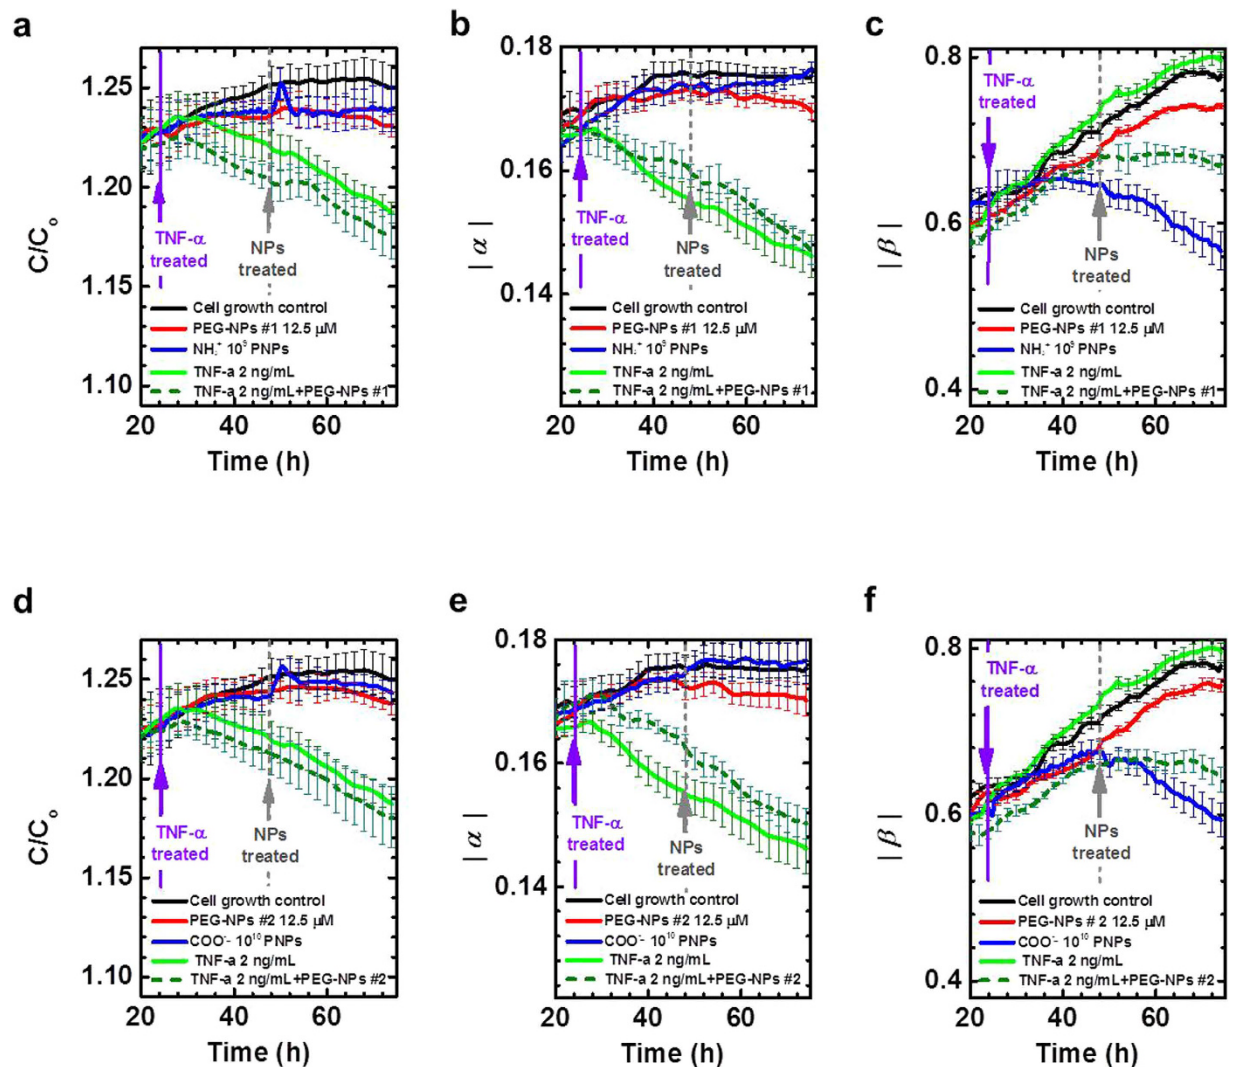 a
1.25
1.20
1.15
1.10
C/Co
TNF-α
treated
NPs
treated
Cell growth control
PEG-NPs #1 12.5 μM
NH₄⁺ 10⁹ PNPs
TNF-a 2 ng/mL
TNF-a 2 ng/mL+PEG-NPs #1
20 40 60
Time (h)
b
0.18
0.16
0.14
| α |
TNF-α
treated
NPs
treated
Cell growth control
PEG-NPs #1 12.5 μM
NH₄⁺ 10⁹ PNPs
TNF-a 2 ng/mL
TNF-a 2 ng/mL+PEG-NPs #1
20 40 60
Time (h)
c
0.8
0.6
0.4
| β |
TNF-α
treated
NPs
treated
Cell growth control
PEG-NPs #1 12.5 μM
NH₄⁺ 10⁹ PNPs
TNF-a 2 ng/mL
TNF-a 2 ng/mL+PEG-NPs #1
20 40 60
Time (h)
d
1.25
1.20
1.15
1.10
C/Co
TNF-α
treated
NPs
treated
Cell growth control
PEG-NPs #2 12.5 μM
COO⁻- 10¹⁰ PNPs
TNF-a 2 ng/mL
TNF-a 2 ng/mL+PEG-NPs #2
20 40 60
Time (h)
e
0.18
0.16
0.14
| α |
TNF-α
treated
NPs
treated
Cell growth control
PEG-NPs #2 12.5 μM
COO⁻- 10¹⁰ PNPs
TNF-a 2 ng/mL
TNF-a 2 ng/mL+PEG-NPs #2
20 40 60
Time (h)
f
0.8
0.6
0.4
| β |
TNF-α
treated
NPs
treated
Cell growth control
PEG-NPs # 2 12.5 μM
COO⁻- 10¹⁰ PNPs
TNF-a 2 ng/mL
TNF-a 2 ng/mL+PEG-NPs #2
20 40 60
Time (h)